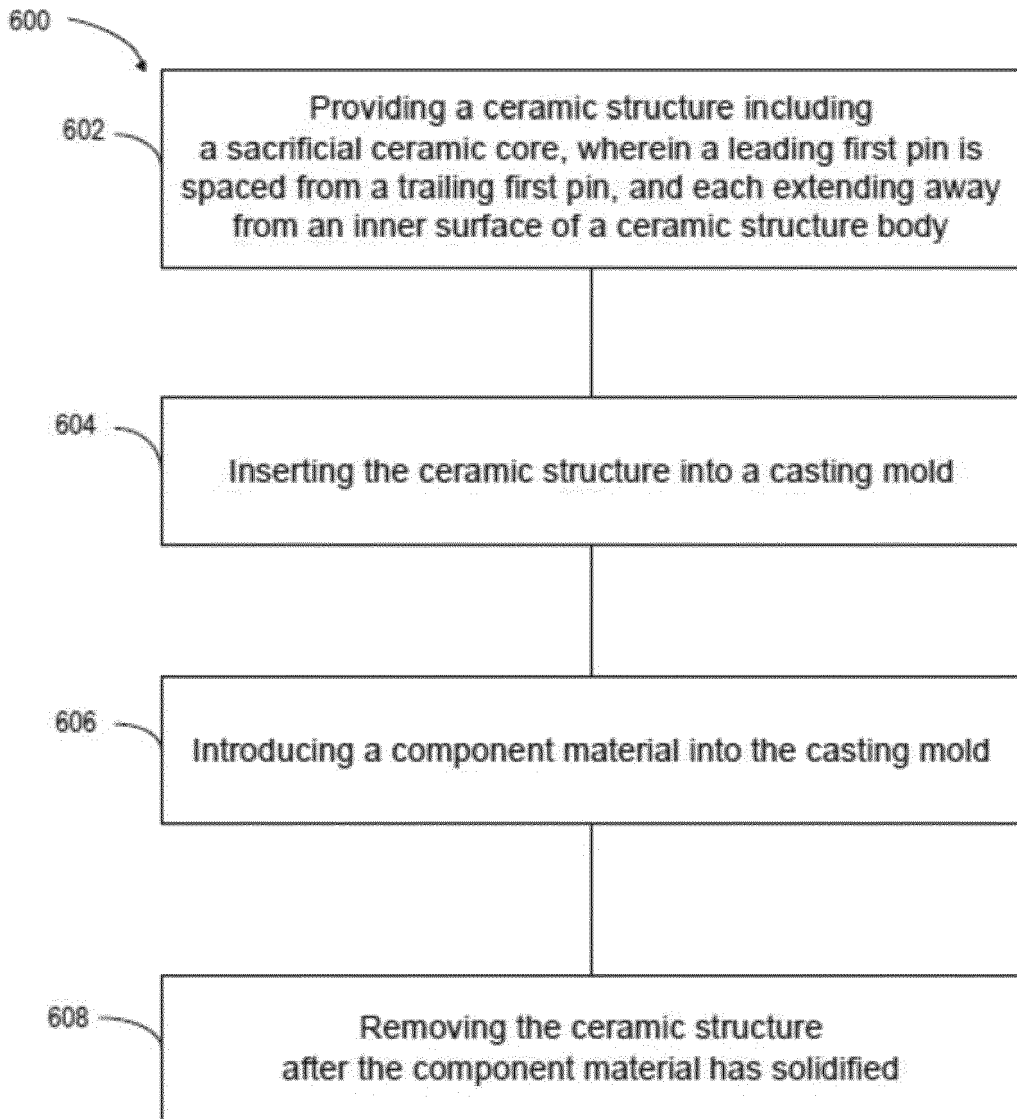 600
602
Providing a ceramic structure including
a sacrificial ceramic core, wherein a leading first pin is
spaced from a trailing first pin, and each extending away
from an inner surface of a ceramic structure body
604
Inserting the ceramic structure into a casting mold
606
Introducing a component material into the casting mold
608
Removing the ceramic structure
after the component material has solidified